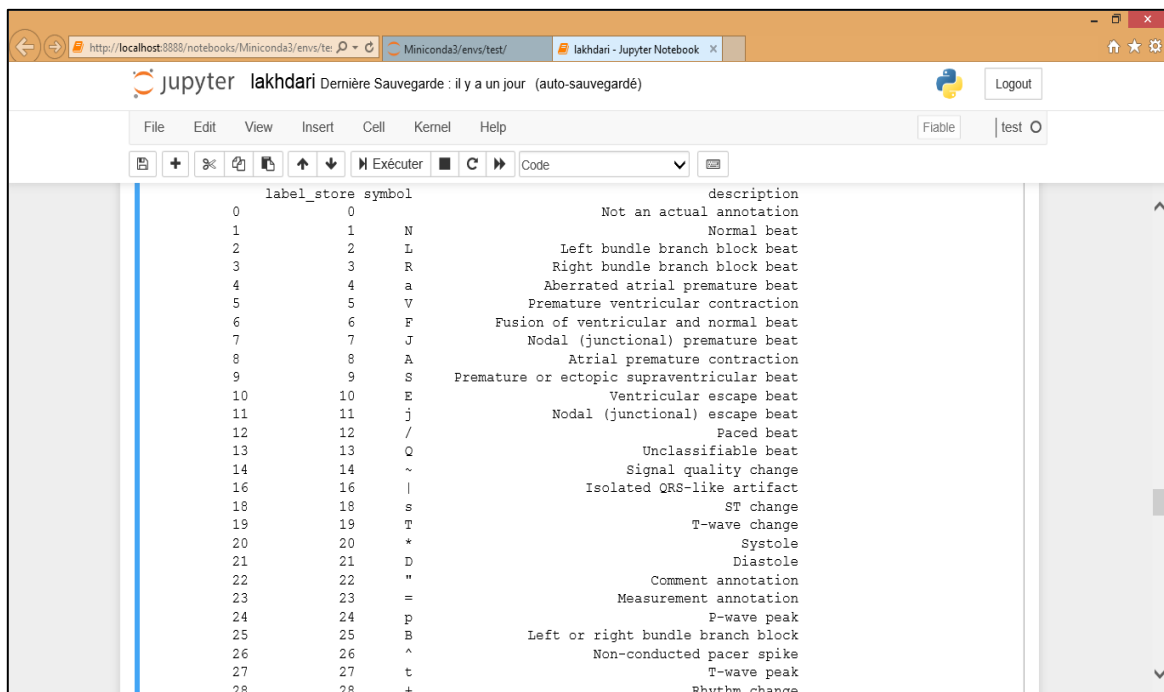 http://localhost:8888/notebooks/Miniconda3/envs/te: Miniconda3/envs/test/ lakhdari - Jupyter Notebook
jupyter lakhdari Dernière Sauvegarde : il y a un jour (auto-sauvegardé) Logout
File Edit View Insert Cell Kernel Help Fiable test
Exécuter Code
label_store symbol description
0 0 Not an actual annotation
1 1 N Normal beat
2 2 L Left bundle branch block beat
3 3 R Right bundle branch block beat
4 4 a Aberrated atrial premature beat
5 5 V Premature ventricular contraction
6 6 F Fusion of ventricular and normal beat
7 7 J Nodal (junctional) premature beat
8 8 A Atrial premature contraction
9 9 S Premature or ectopic supraventricular beat
10 10 E Ventricular escape beat
11 11 j Nodal (junctional) escape beat
12 12 / Paced beat
13 13 Q Unclassifiable beat
14 14 ~ Signal quality change
16 16 | Isolated QRS-like artifact
18 18 s ST change
19 19 T T-wave change
20 20 * Systole
21 21 D Diastole
22 22 " Comment annotation
23 23 = Measurement annotation
24 24 p P-wave peak
25 25 B Left or right bundle branch block
26 26 ^ Non-conducted pacer spike
27 27 t T-wave peak
28 28 + Rhythm change